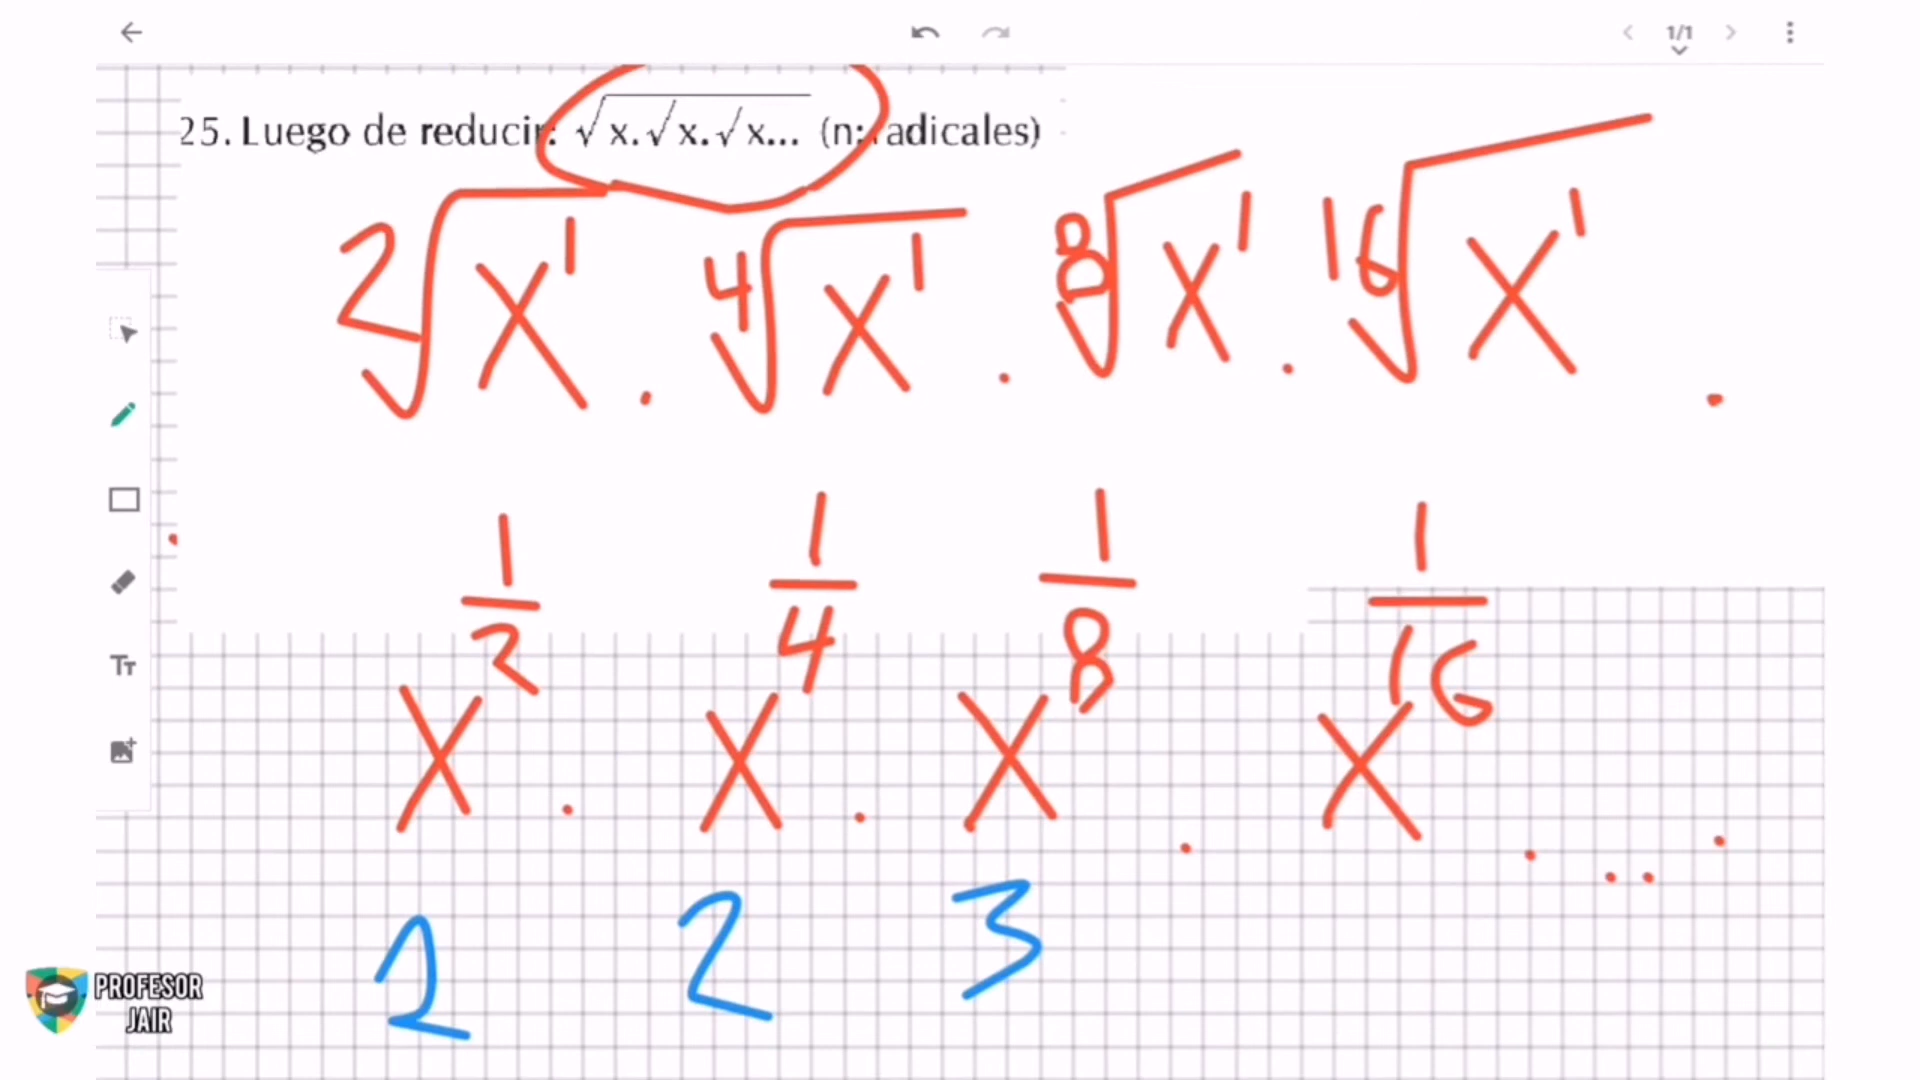 1/1
25. Luego de reducir: √x.√x.√x... (n: radicales)
2√x¹ . 4√x¹ . 8√x¹ . 16√x¹ .
x^1/2 . x^1/4 . x^1/8 . x^1/16 . . . .
1 2 3
Tт
PROFESOR
JAIR